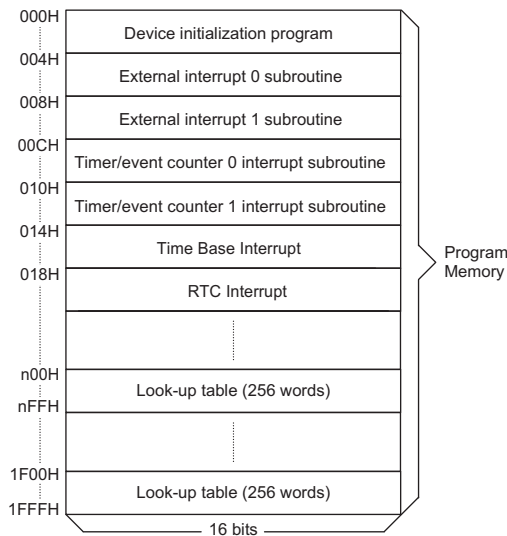 000H
Device initialization program
004H
External interrupt 0 subroutine
008H
External interrupt 1 subroutine
00CH
Timer/event counter 0 interrupt subroutine
010H
Timer/event counter 1 interrupt subroutine
014H
Time Base Interrupt
018H
RTC Interrupt
Program
Memory
n00H
Look-up table (256 words)
nFFH
1F00H
Look-up table (256 words)
1FFFH
16 bits